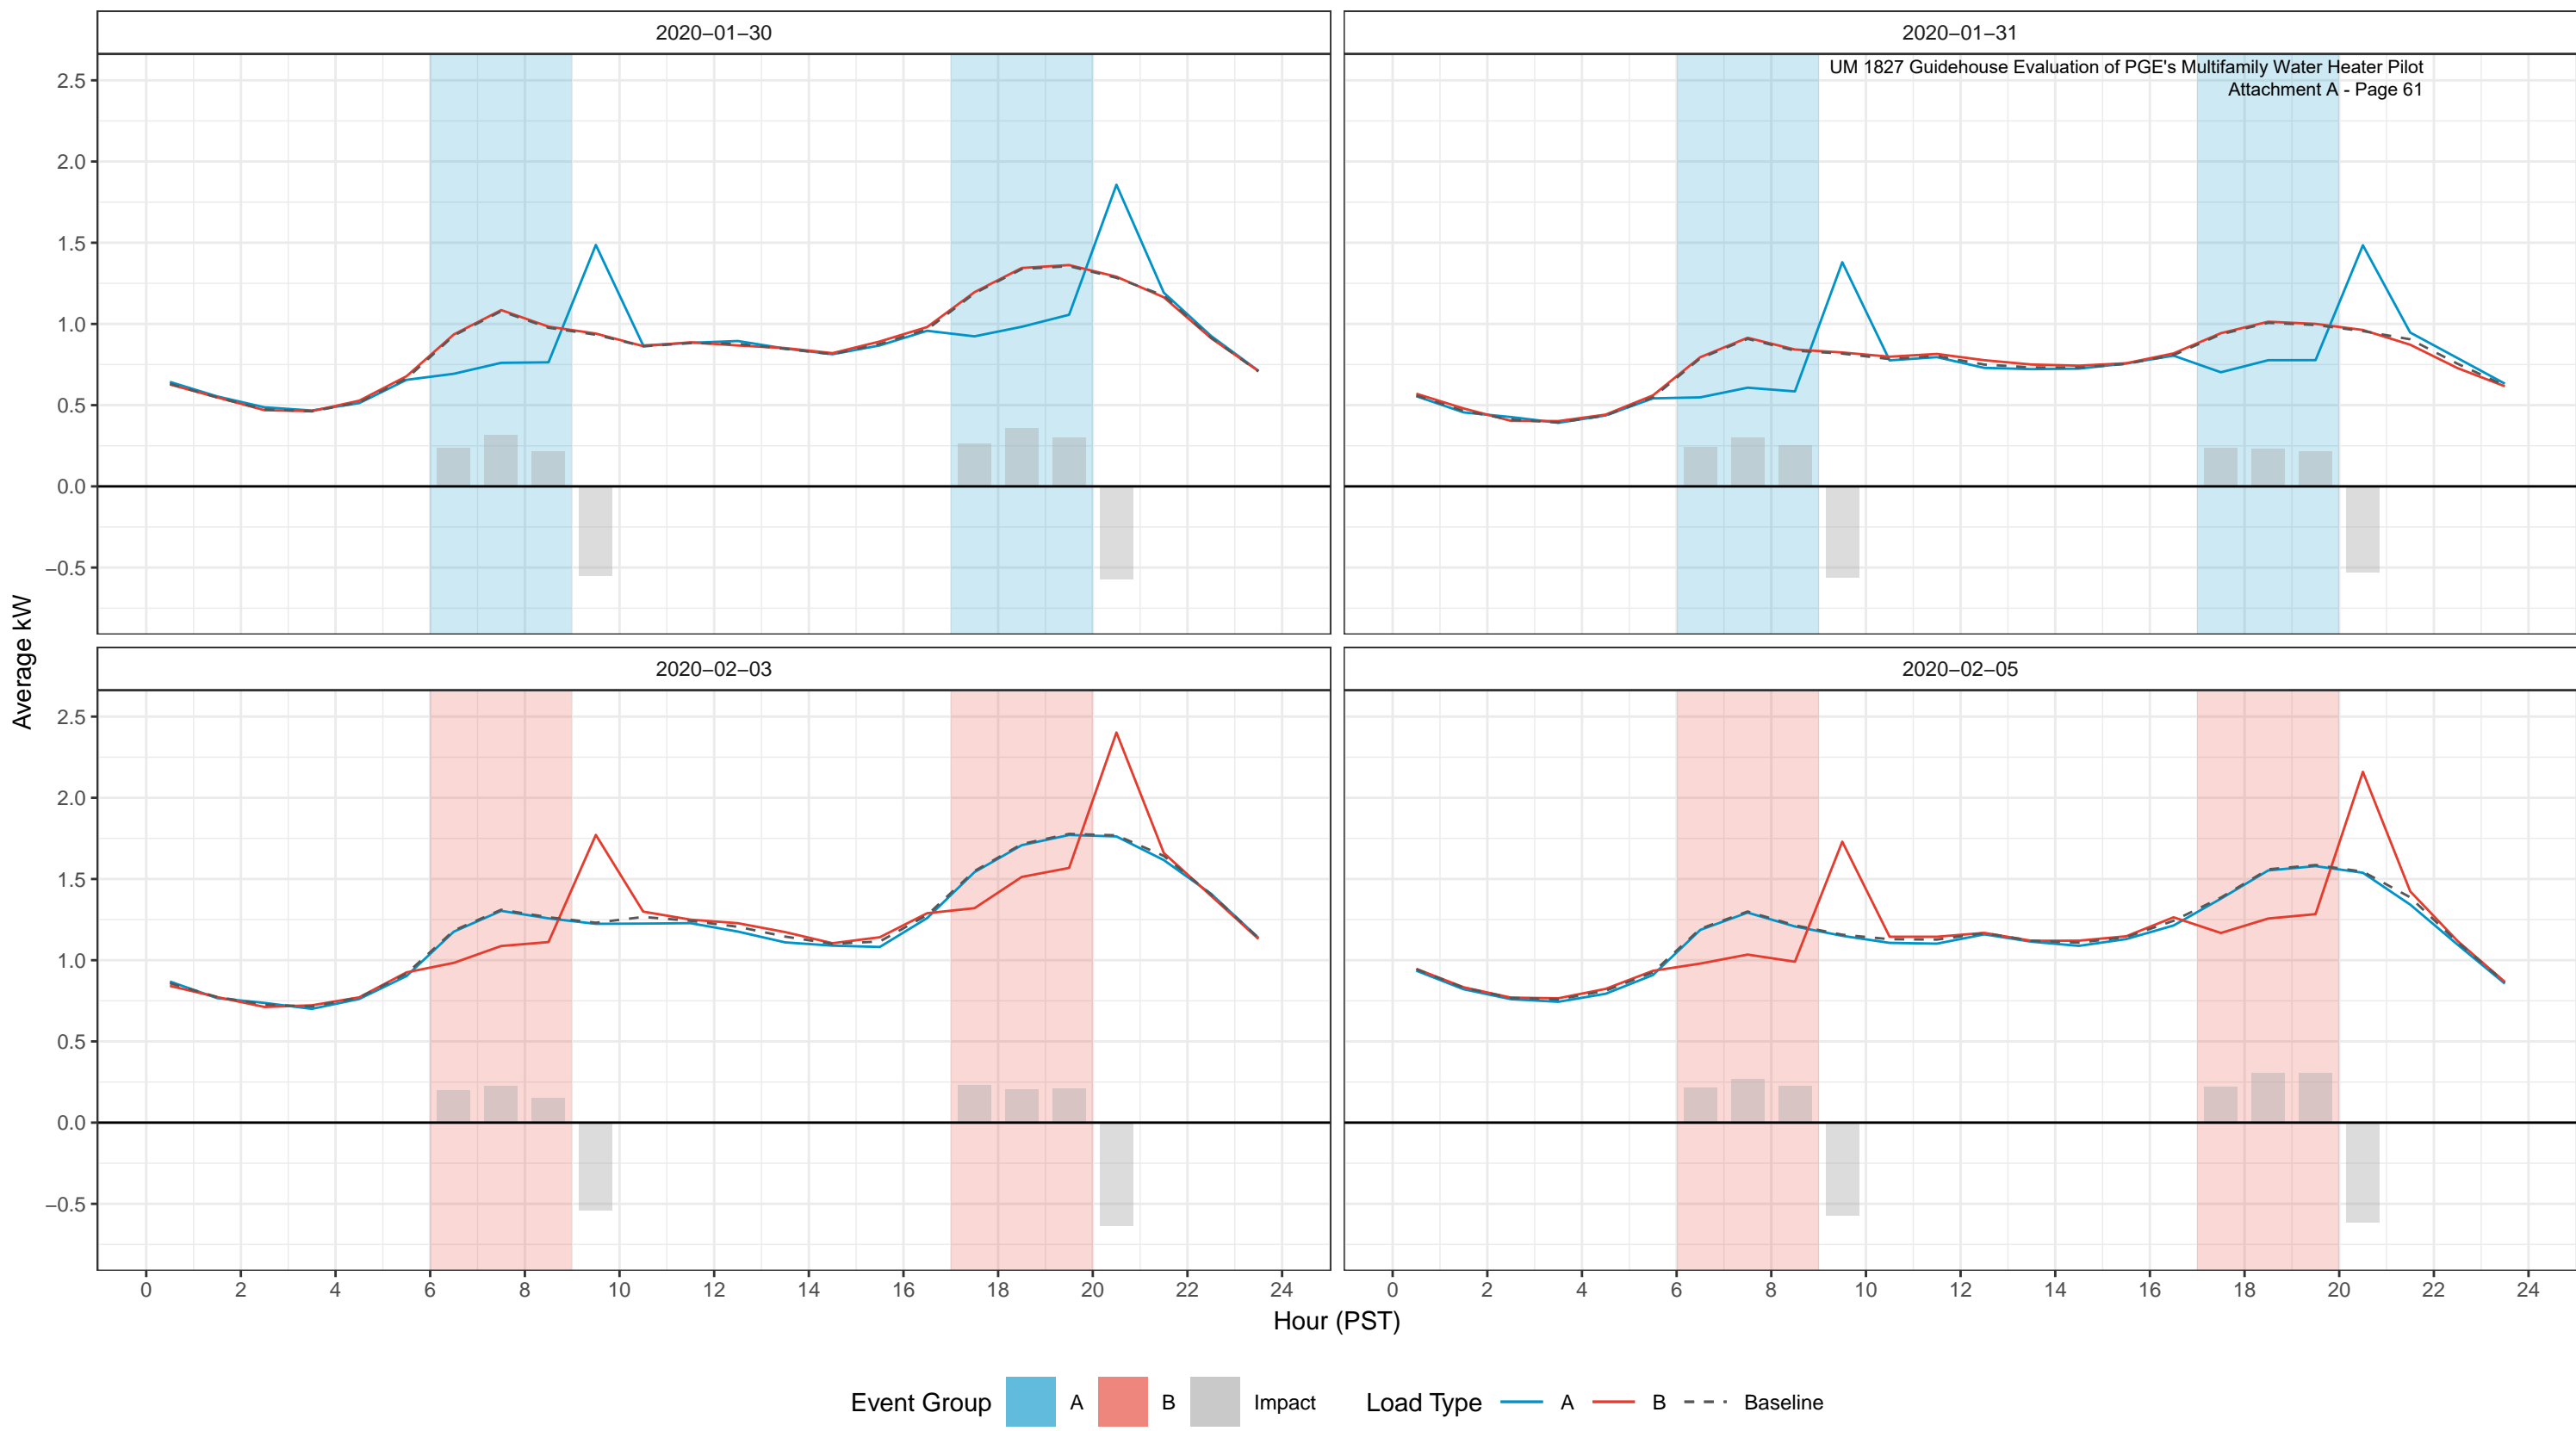 2020−01−30
2020−01−31
UM 1827 Guidehouse Evaluation of PGE's Multifamily Water Heater Pilot
Attachment A - Page 61
2.5
2.0
1.5
1.0
0.5
0.0
−0.5
Average kW
2020−02−03
2020−02−05
2.5
2.0
1.5
1.0
0.5
0.0
−0.5
0 2 4 6 8 10 12 14 16 18 20 22 24
0 2 4 6 8 10 12 14 16 18 20 22 24
Hour (PST)
Event Group A B Impact Load Type A B Baseline